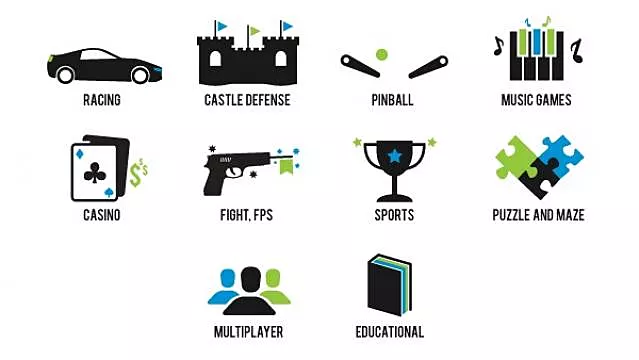 RACING
CASTLE DEFENSE
PINBALL
MUSIC GAMES
CASINO
FIGHT, FPS
SPORTS
PUZZLE AND MAZE
MULTIPLAYER
EDUCATIONAL